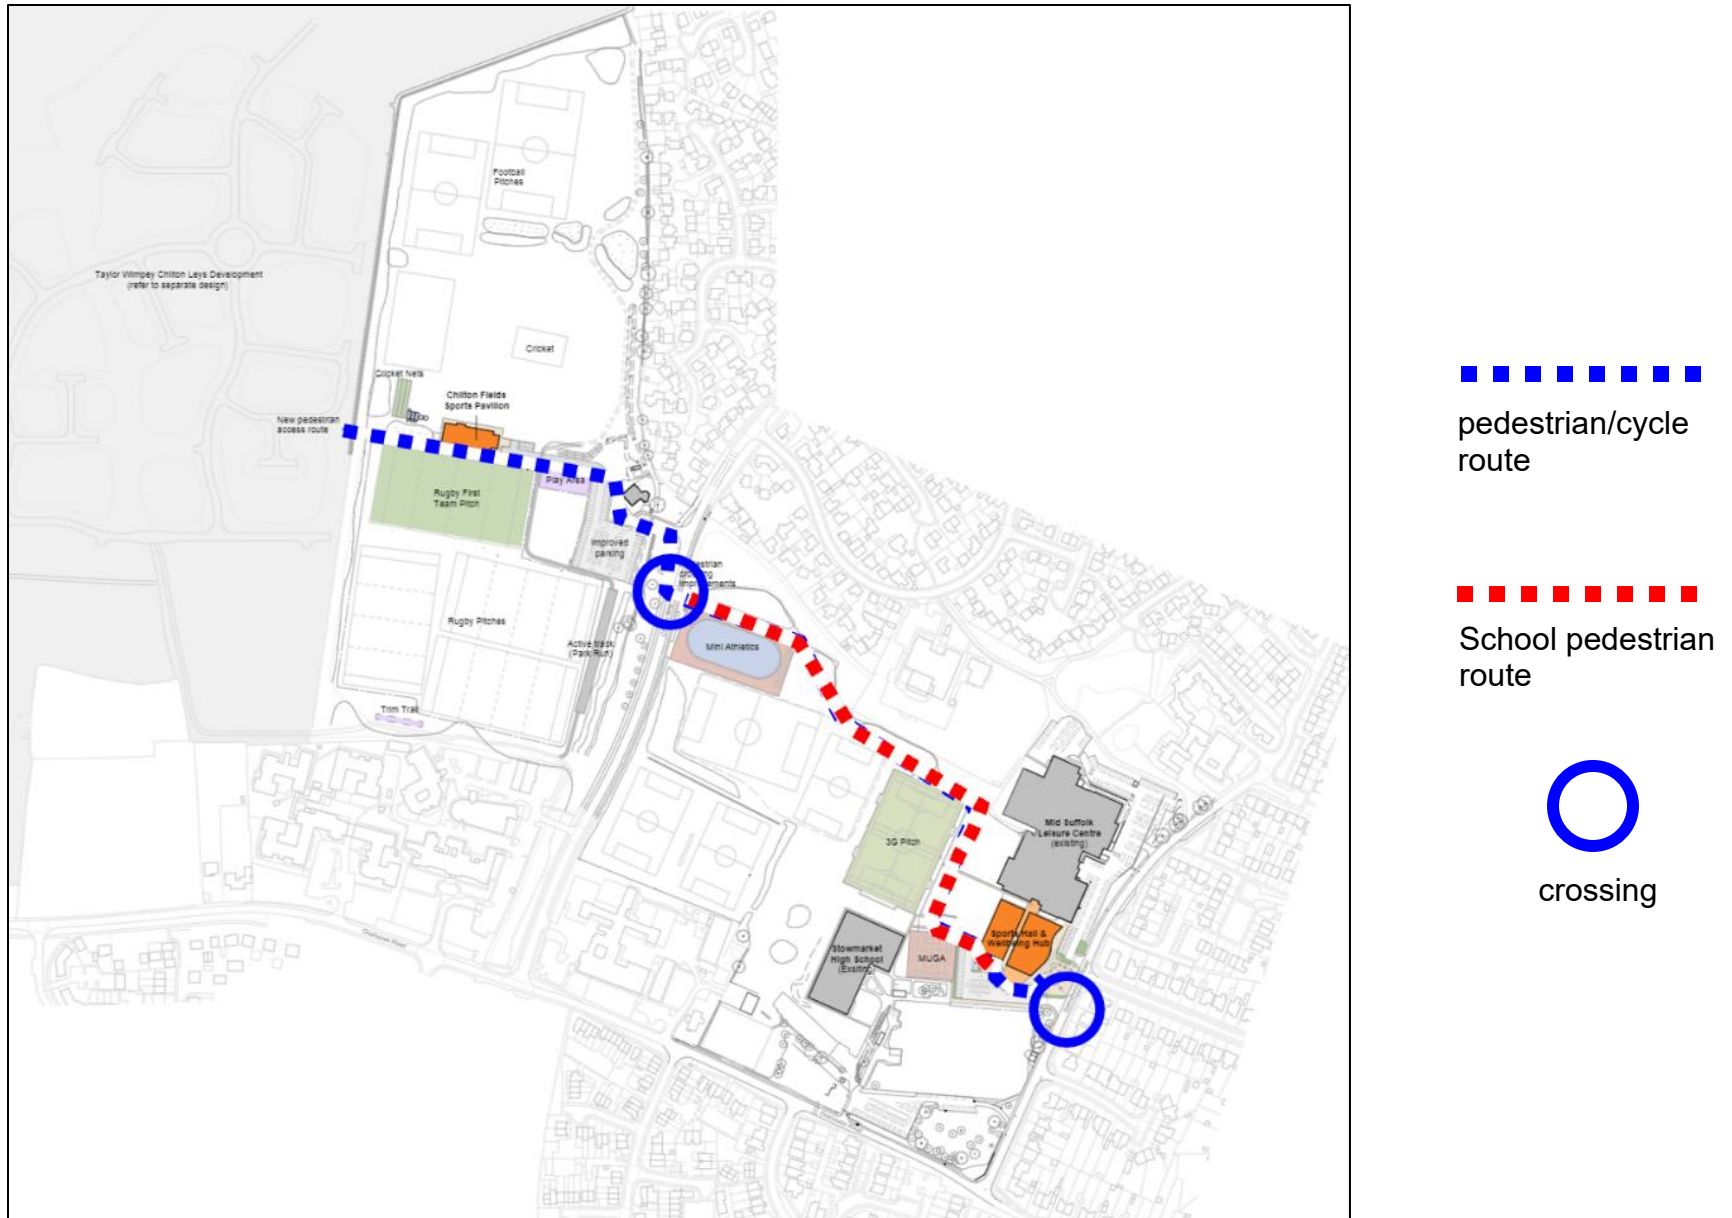 Football
Pitches
Taylor Wimpey Chilton Leys Development
(refer to separate design)
Cricket
Cricket Nets
Chilton Fields
Sports Pavilion
New pedestrian
access route
Play Area
Rugby First
Team Pitch
Improved
parking
Rugby Pitches
Active track
(Park Run)
Mini Athletics
Trim Trail
3G Pitch
Mid Suffolk
Leisure Centre
(existing)
Sports Hall &
Wellbeing Hub
Stowmarket
High School
(Exsiting)
MUGA
pedestrian/cycle
route
School pedestrian
route
crossing